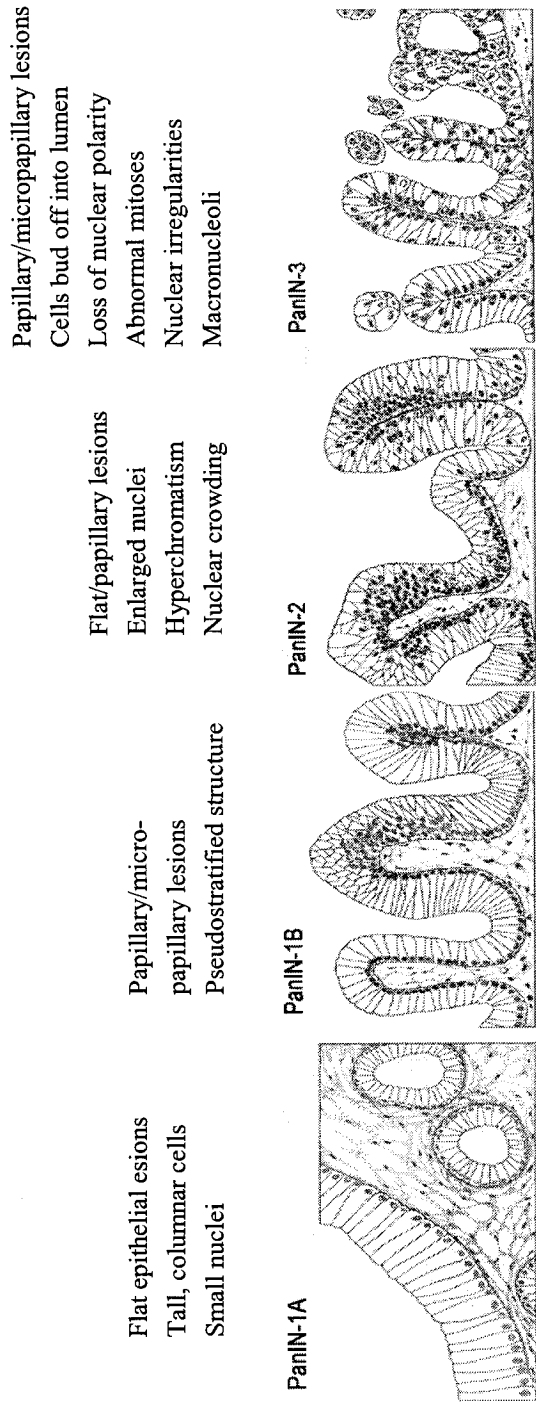 Flat epithelial esions
Tall, columnar cells
Small nuclei
PanIN-1A
Papillary/micro-
papillary lesions
Pseudostratified structure
PanIN-1B
Flat/papillary lesions
Enlarged nuclei
Hyperchromatism
Nuclear crowding
PanIN-2
Papillary/micropapillary lesions
Cells bud off into lumen
Loss of nuclear polarity
Abnormal mitoses
Nuclear irregularities
Macronucleoli
PanIN-3